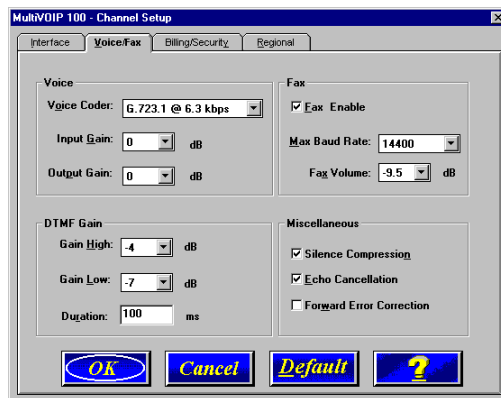 MultiVOIP 100 - Channel Setup
Interface Voice/Fax Billing/Security Regional
Voice
Voice Coder: G.723.1 @ 6.3 kbps
Input Gain: 0 dB
Output Gain: 0 dB
Fax
Fax Enable
Max Baud Rate: 14400
Fax Volume: -9.5 dB
DTMF Gain
Gain High: -4 dB
Gain Low: -7 dB
Duration: 100 ms
Miscellaneous
Silence Compression
Echo Cancellation
Forward Error Correction
OK Cancel Default ?